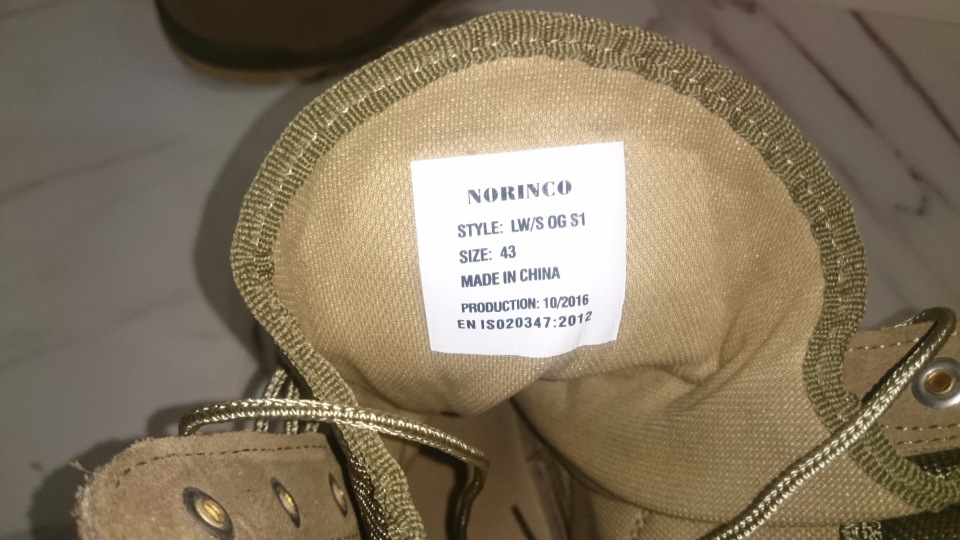 NORINCO
STYLE: LW/S OG S1
SIZE: 43
MADE IN CHINA
PRODUCTION: 10/2016
EN ISO20347:2012